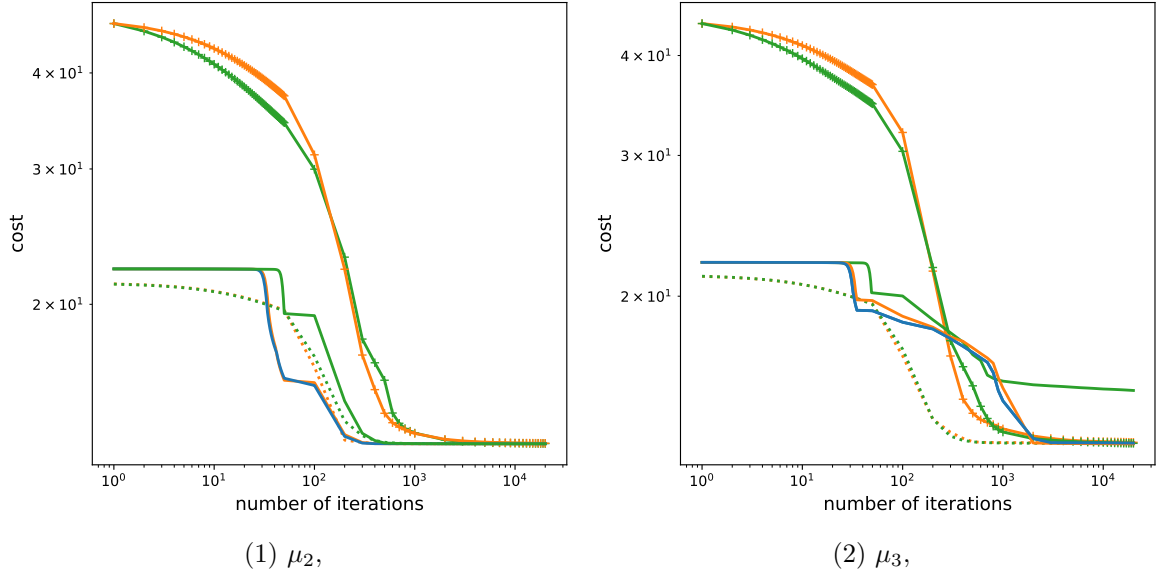 4 × 10¹
3 × 10¹
2 × 10¹
cost
10⁰ 10¹ 10² 10³ 10⁴
number of iterations
(1) μ₂,
4 × 10¹
3 × 10¹
2 × 10¹
cost
10⁰ 10¹ 10² 10³ 10⁴
number of iterations
(2) μ₃,